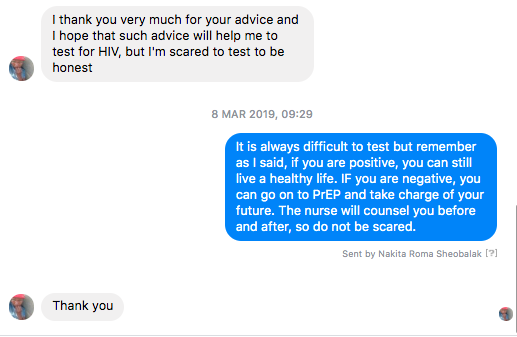 I thank you very much for your advice and
I hope that such advice will help me to
test for HIV, but I'm scared to test to be
honest
8 MAR 2019, 09:29
It is always difficult to test but remember
as I said, if you are positive, you can still
live a healthy life. IF you are negative, you
can go on to PrEP and take charge of your
future. The nurse will counsel you before
and after, so do not be scared.
Sent by Nakita Roma Sheobalak [?]
Thank you